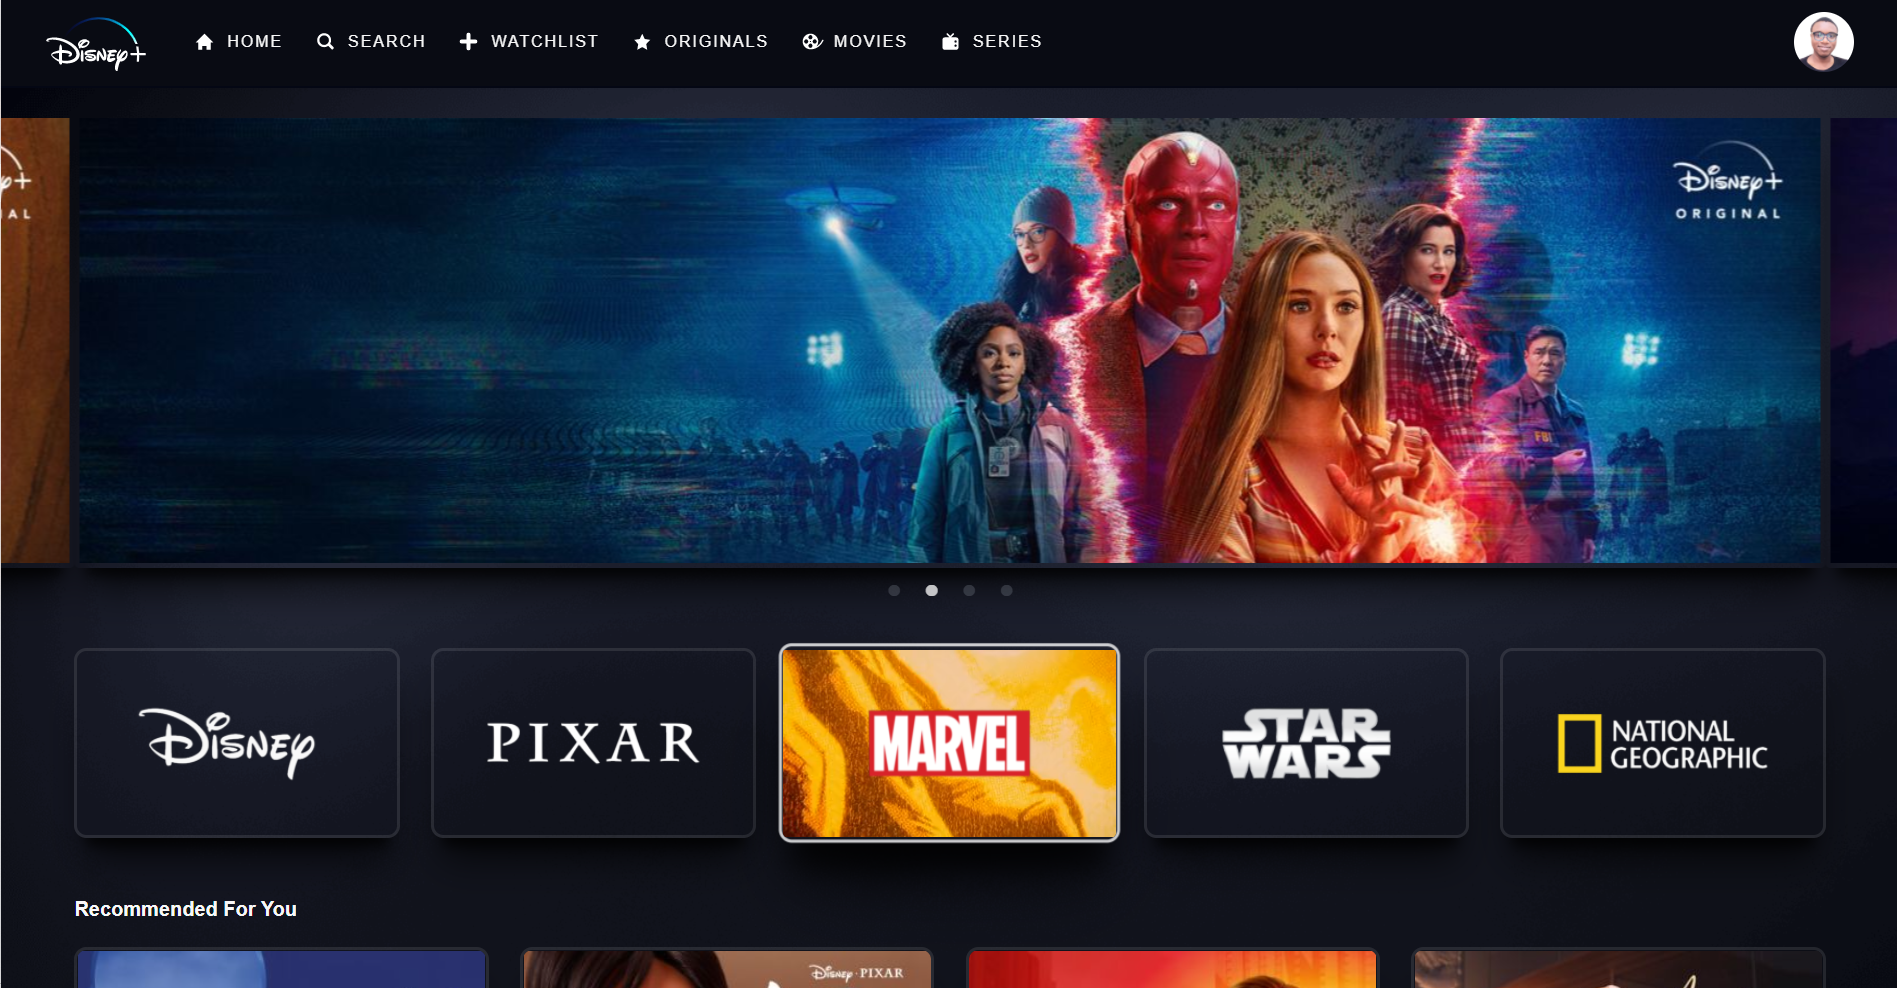 Disney+
HOME
SEARCH
WATCHLIST
ORIGINALS
MOVIES
SERIES
Disney+
ORIGINAL
FBI
Disney
PIXAR
MARVEL
STAR
WARS
NATIONAL
GEOGRAPHIC
Recommended For You
Disney · PIXAR